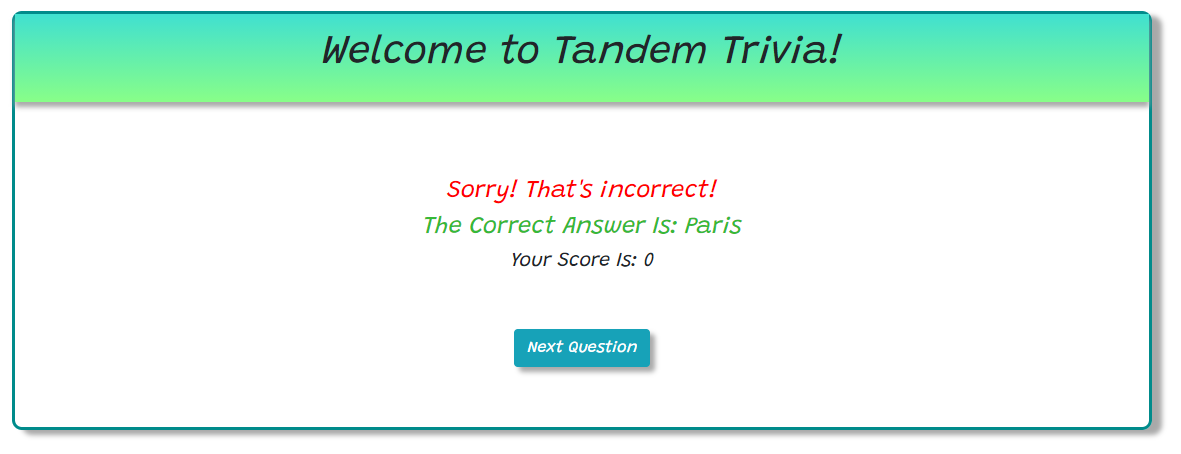 Welcome to Tandem Trivia!
Sorry! That's incorrect!
The Correct Answer Is: Paris
Your Score Is: 0
Next Question